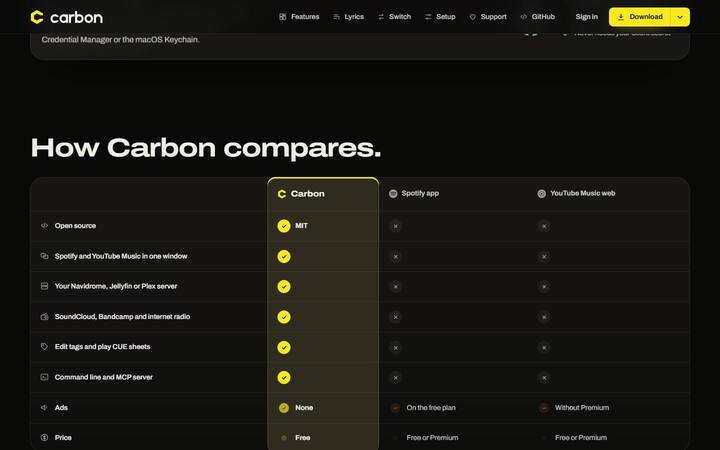 carbon
Features
Lyrics
Switch
Setup
Support
GitHub
Sign in
Download
Credential Manager or the macOS Keychain.
How Carbon compares.
Carbon
Spotify app
YouTube Music web
Open source
MIT
Spotify and YouTube Music in one window
Your Navidrome, Jellyfin or Plex server
SoundCloud, Bandcamp and internet radio
Edit tags and play CUE sheets
Command line and MCP server
Ads
None
On the free plan
Without Premium
Price
Free
Free or Premium
Free or Premium